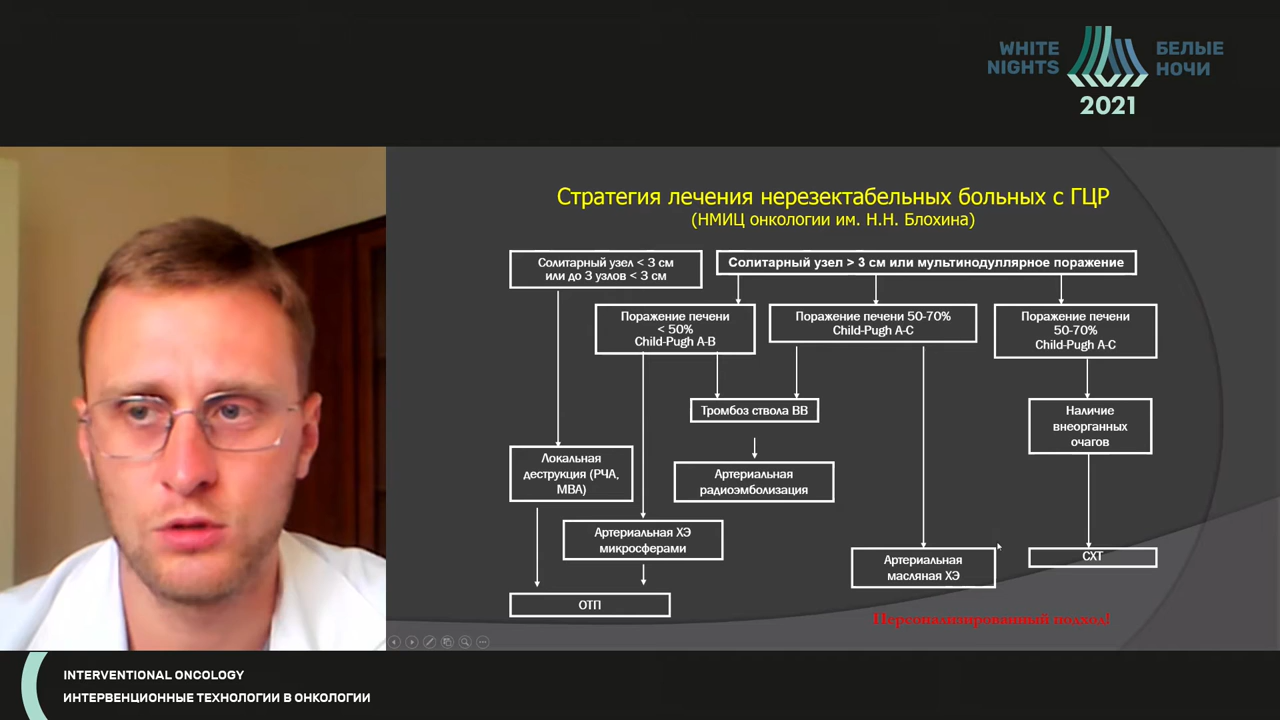 WHITE
NIGHTS
БЕЛЫЕ
НОЧИ
2021
Стратегия лечения нерезектабельных больных с ГЦР
(НМИЦ онкологии им. Н.Н. Блохина)
Солитарный узел < 3 см
или до 3 узлов < 3 см
Солитарный узел > 3 см или мультинодуллярное поражение
Поражение печени
< 50%
Child-Pugh A-B
Поражение печени 50-70%
Child-Pugh A-C
Поражение печени
50-70%
Child-Pugh A-C
Тромбоз ствола ВВ
Наличие
внеорганных
очагов
Локальная
деструкция (РЧА,
МВА)
Артериальная
радиоэмболизация
Артериальная ХЭ
микросферами
Артериальная
масляная ХЭ
СХТ
ОТП
Персонализированный подход!
INTERVENTIONAL ONCOLOGY
ИНТЕРВЕНЦИОННЫЕ ТЕХНОЛОГИИ В ОНКОЛОГИИ